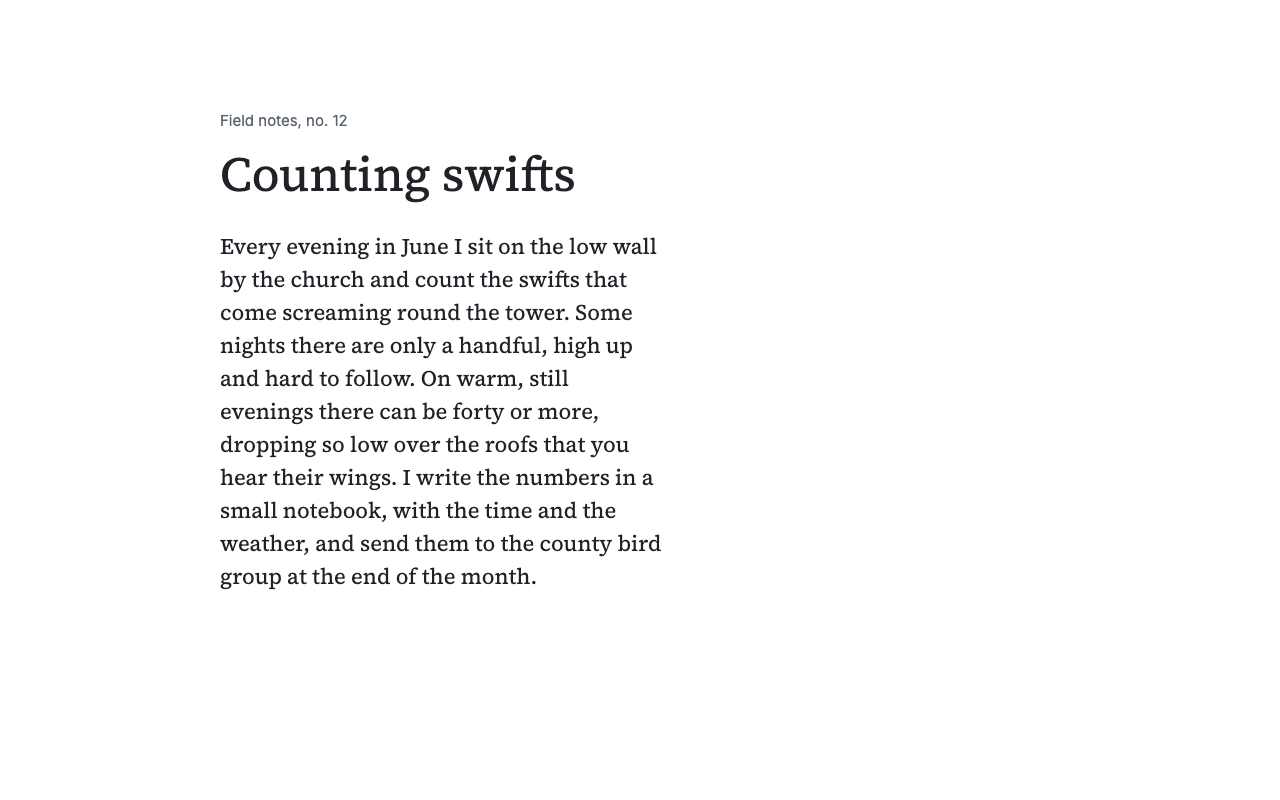 Field notes, no. 12
Counting swifts
Every evening in June I sit on the low wall
by the church and count the swifts that
come screaming round the tower. Some
nights there are only a handful, high up
and hard to follow. On warm, still
evenings there can be forty or more,
dropping so low over the roofs that you
hear their wings. I write the numbers in a
small notebook, with the time and the
weather, and send them to the county bird
group at the end of the month.